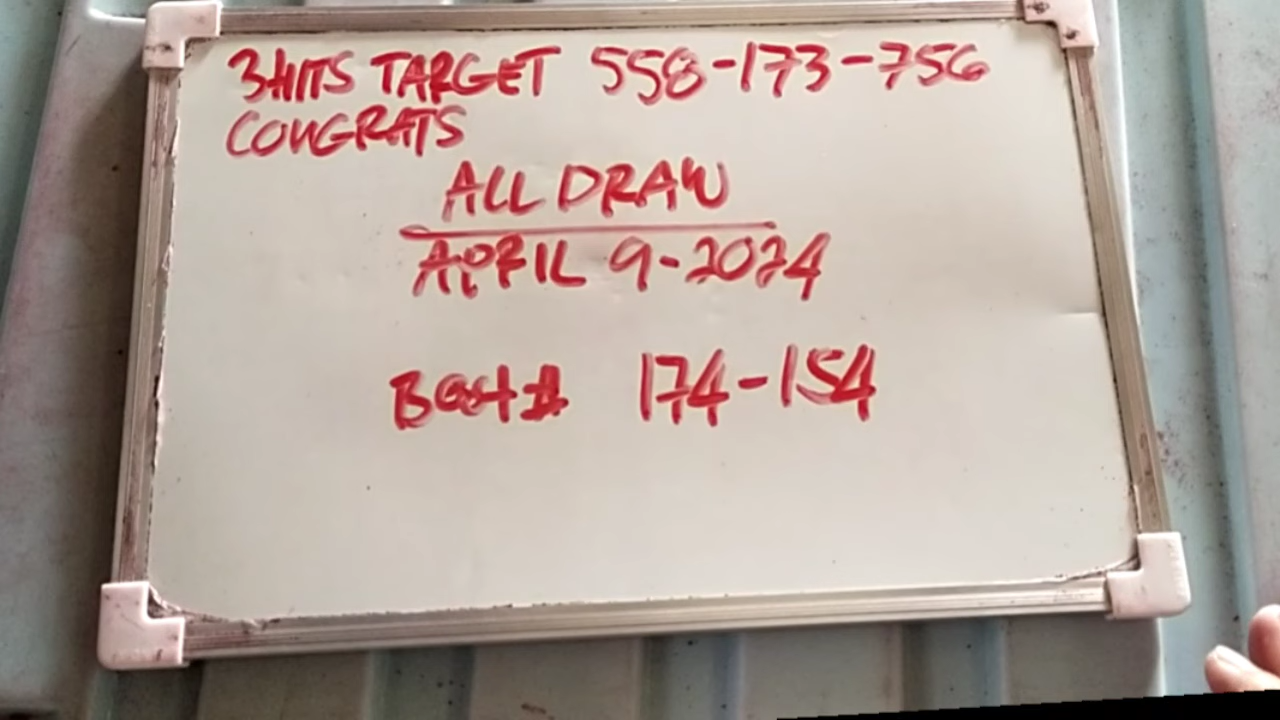 3HITS TARGET 558-173-756
CONGRATS
ALL DRAW
APRIL 9-2024
Best# 174-154